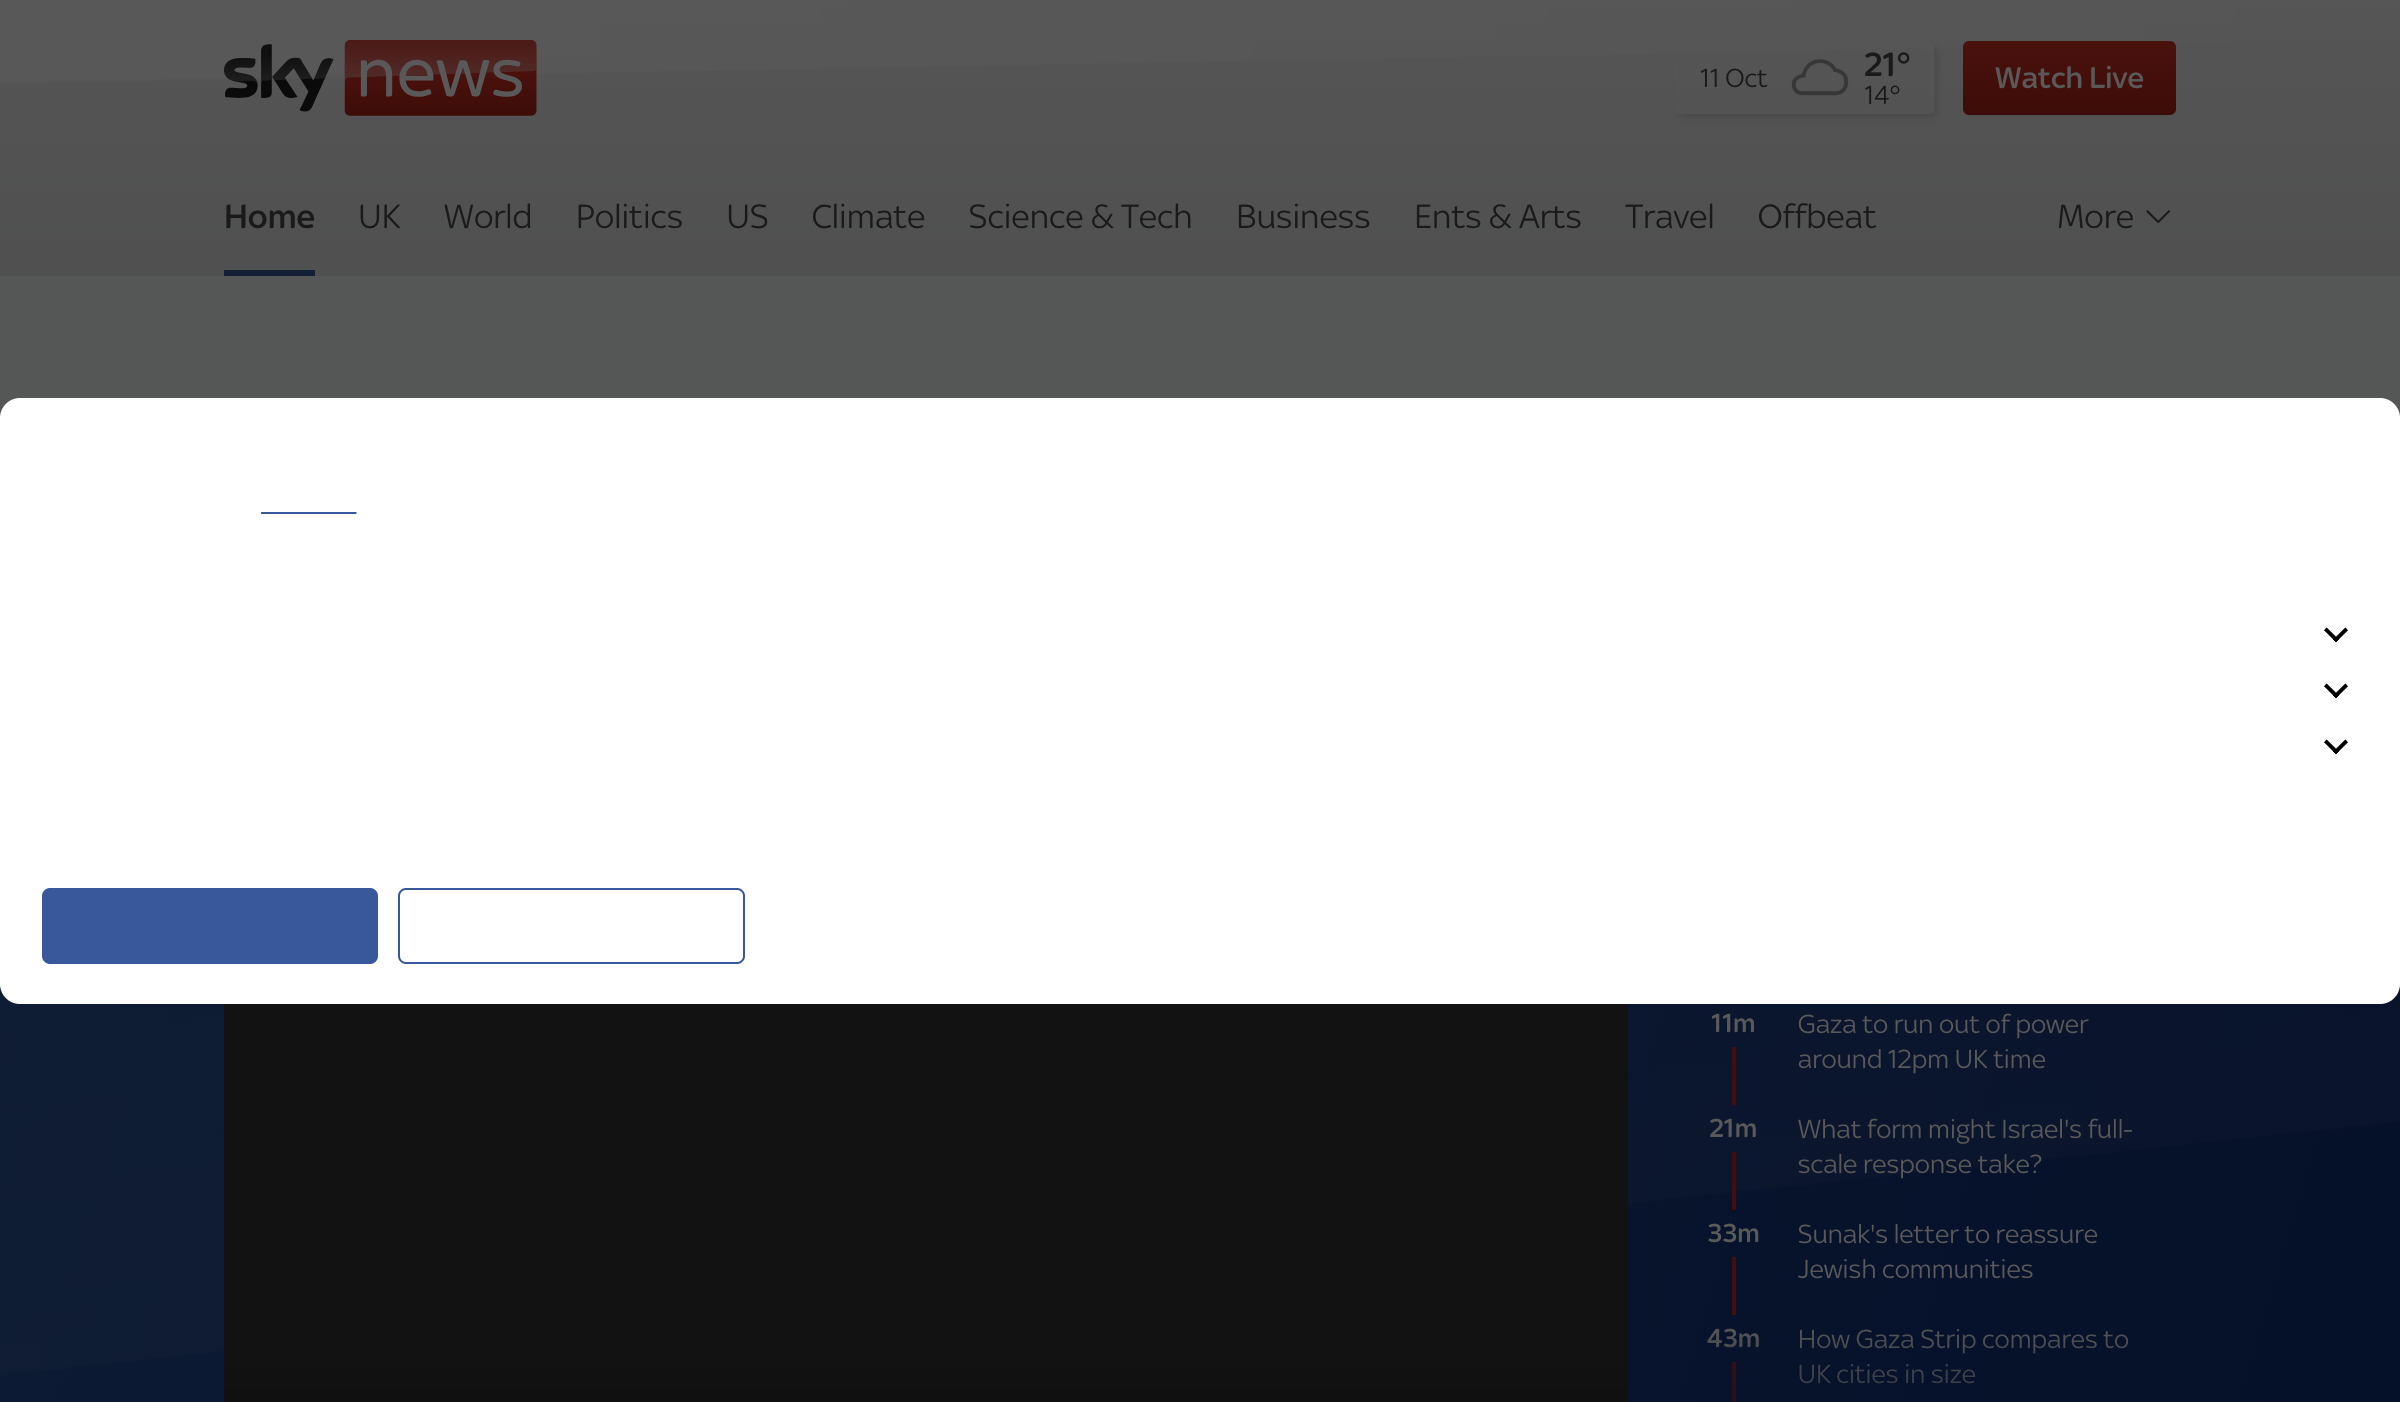 sky news
11 Oct
21°
14°
Watch Live
Home UK World Politics US Climate Science & Tech Business Ents & Arts Travel Offbeat More
11m
Gaza to run out of power
around 12pm UK time
21m
What form might Israel's full-
scale response take?
33m
Sunak's letter to reassure
Jewish communities
43m
How Gaza Strip compares to
UK cities in size